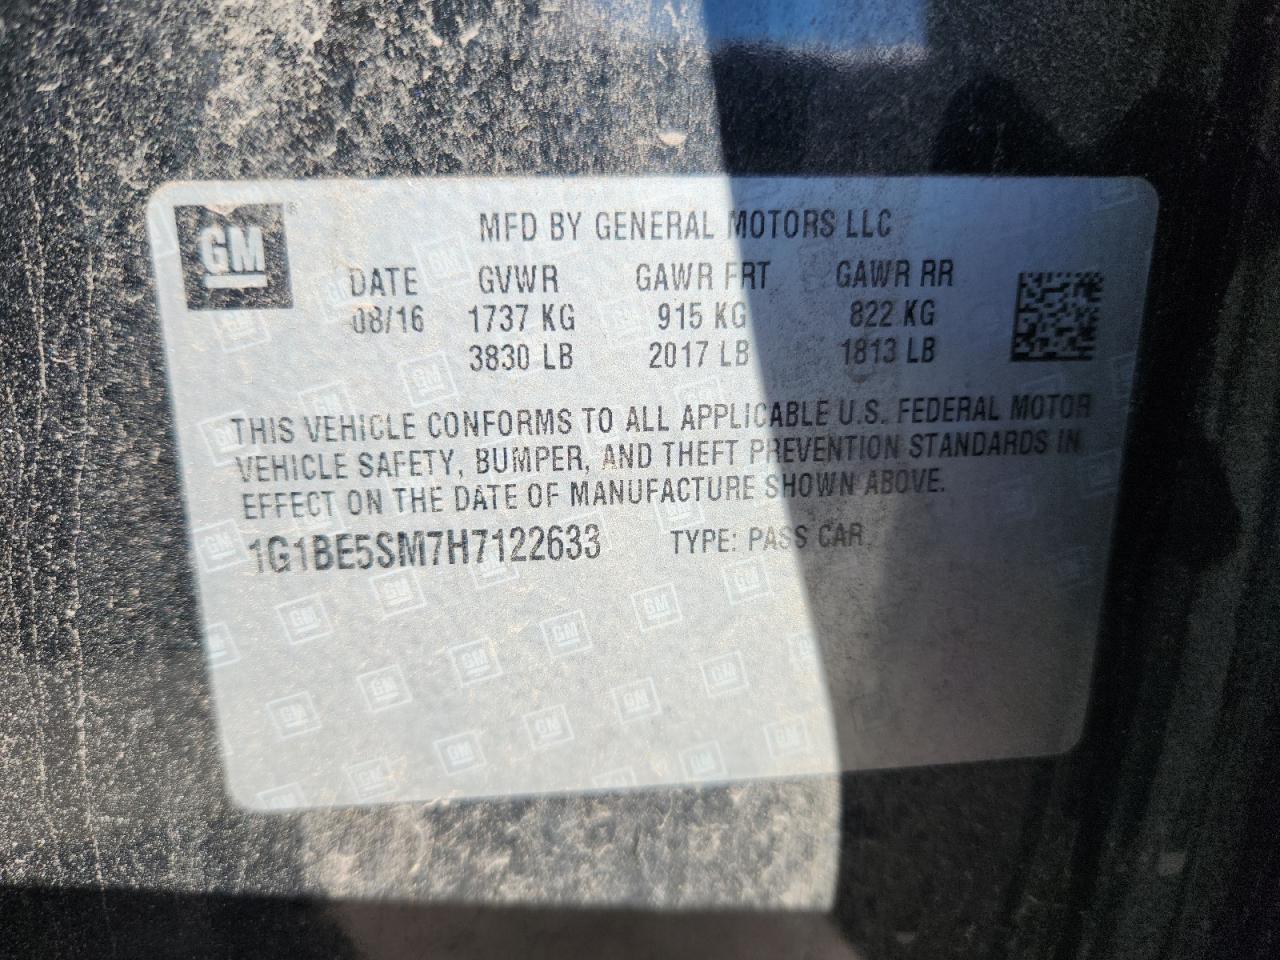 GM®
MFD BY GENERAL MOTORS LLC
DATE GVWR GAWR FRT GAWR RR
08/16 1737 KG 915 KG 822 KG
3830 LB 2017 LB 1813 LB
THIS VEHICLE CONFORMS TO ALL APPLICABLE U.S. FEDERAL MOTOR
VEHICLE SAFETY, BUMPER, AND THEFT PREVENTION STANDARDS IN
EFFECT ON THE DATE OF MANUFACTURE SHOWN ABOVE.
1G1BE5SM7H7122633 TYPE: PASS CAR